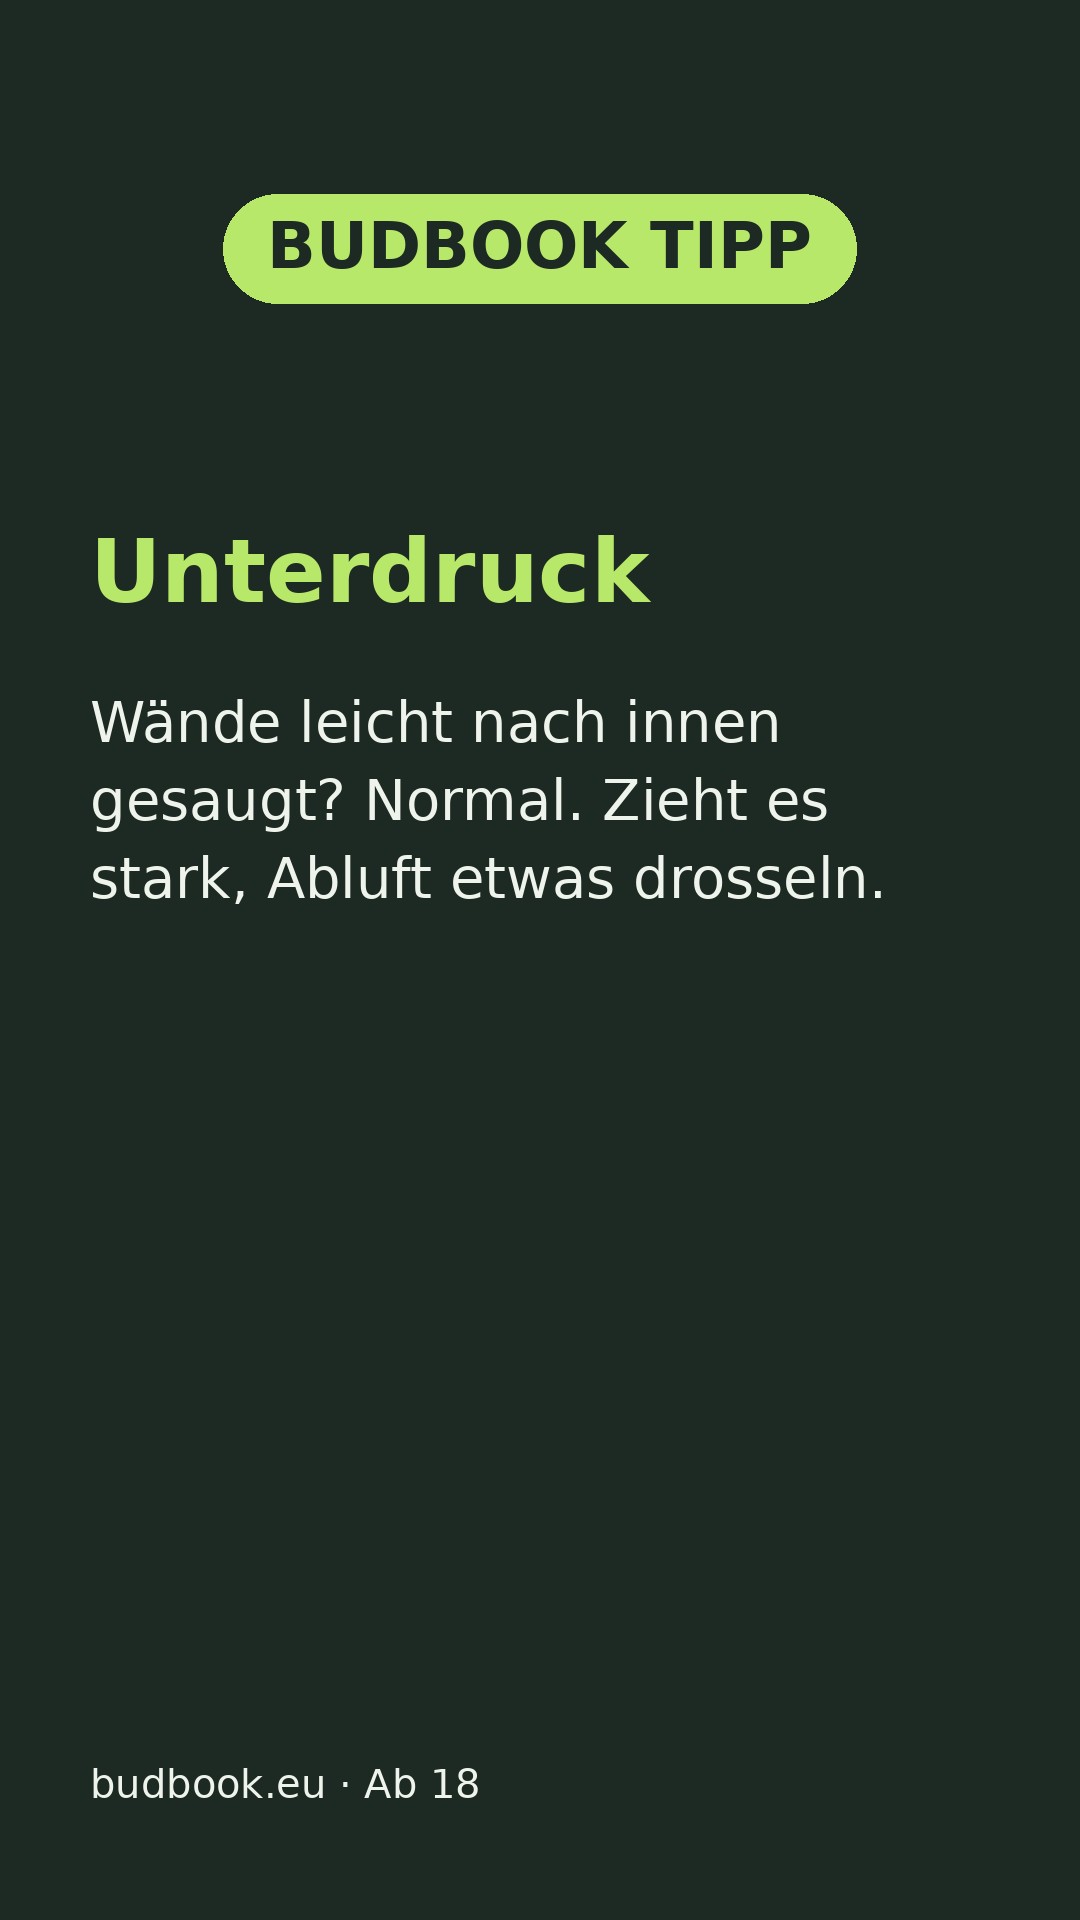 BUDBOOK TIPP
Unterdruck
Wände leicht nach innen
gesaugt? Normal. Zieht es
stark, Abluft etwas drosseln.
budbook.eu · Ab 18